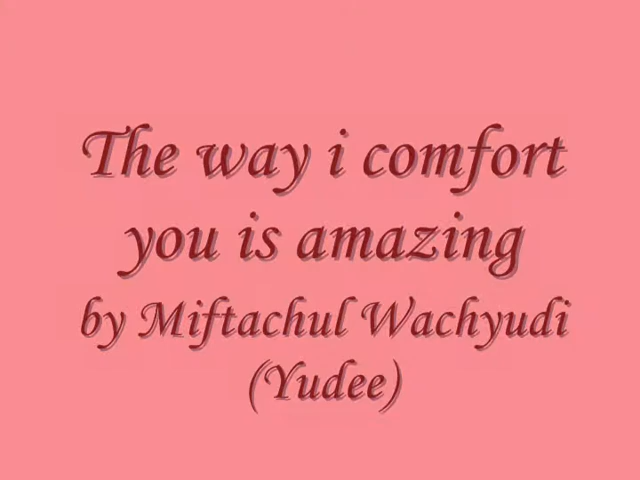 The way i comfort
you is amazing
by Miftachul Wachyudi
(Yudee)